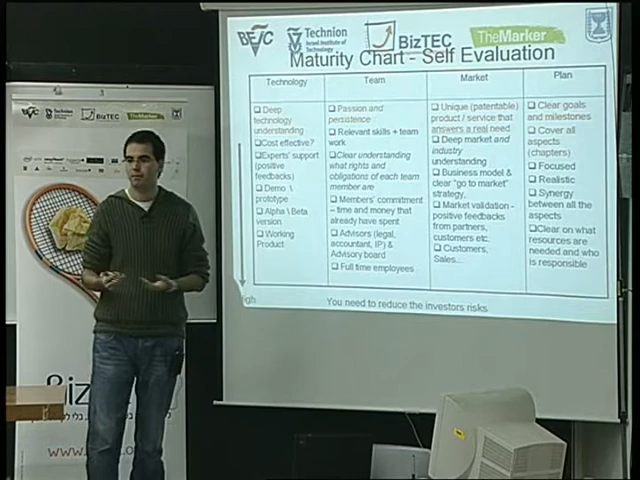 BEJC
Technion
Israel Institute of
Technology
BizTEC
TheMarker
Maturity Chart - Self Evaluation
Technology
Deep
technology
understanding
Cost effective?
Experts' support
(positive
feedbacks)
Demo \
prototype
Alpha \ Beta
version
Working
Product
Team
Passion and
persistence
Relevant skills + team
work
Clear understanding
what rights and
obligations of each team
member are
Members' commitment
– time and money that
already have spent
Advisors (legal,
accountant, IP) &
Advisory board
Full time employees
Market
Unique (patentable)
product / service that
answers a real need
Deep market and
industry
understanding
Business model &
clear "go to market"
strategy.
Market validation -
positive feedbacks
from partners,
customers etc.
Customers,
Sales...
Plan
Clear goals
and milestones
Cover all
aspects
(chapters)
Focused
Realistic
Synergy
between all the
aspects
Clear on what
resources are
needed and who
is responsible
igh
You need to reduce the investors risks
Technion
BizTEC
TheMarker
Biz
www.